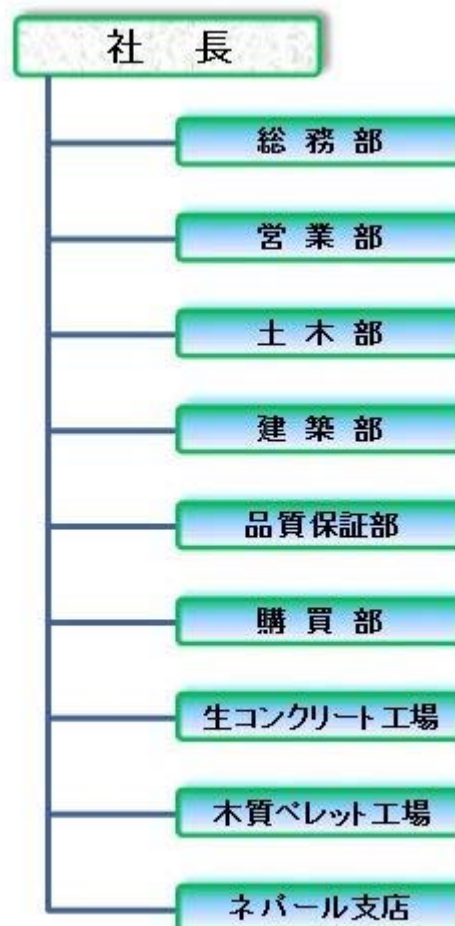 社長
総務部
営業部
土木部
建築部
品質保証部
購買部
生コンクリート工場
木質ペレット工場
ネパール支店